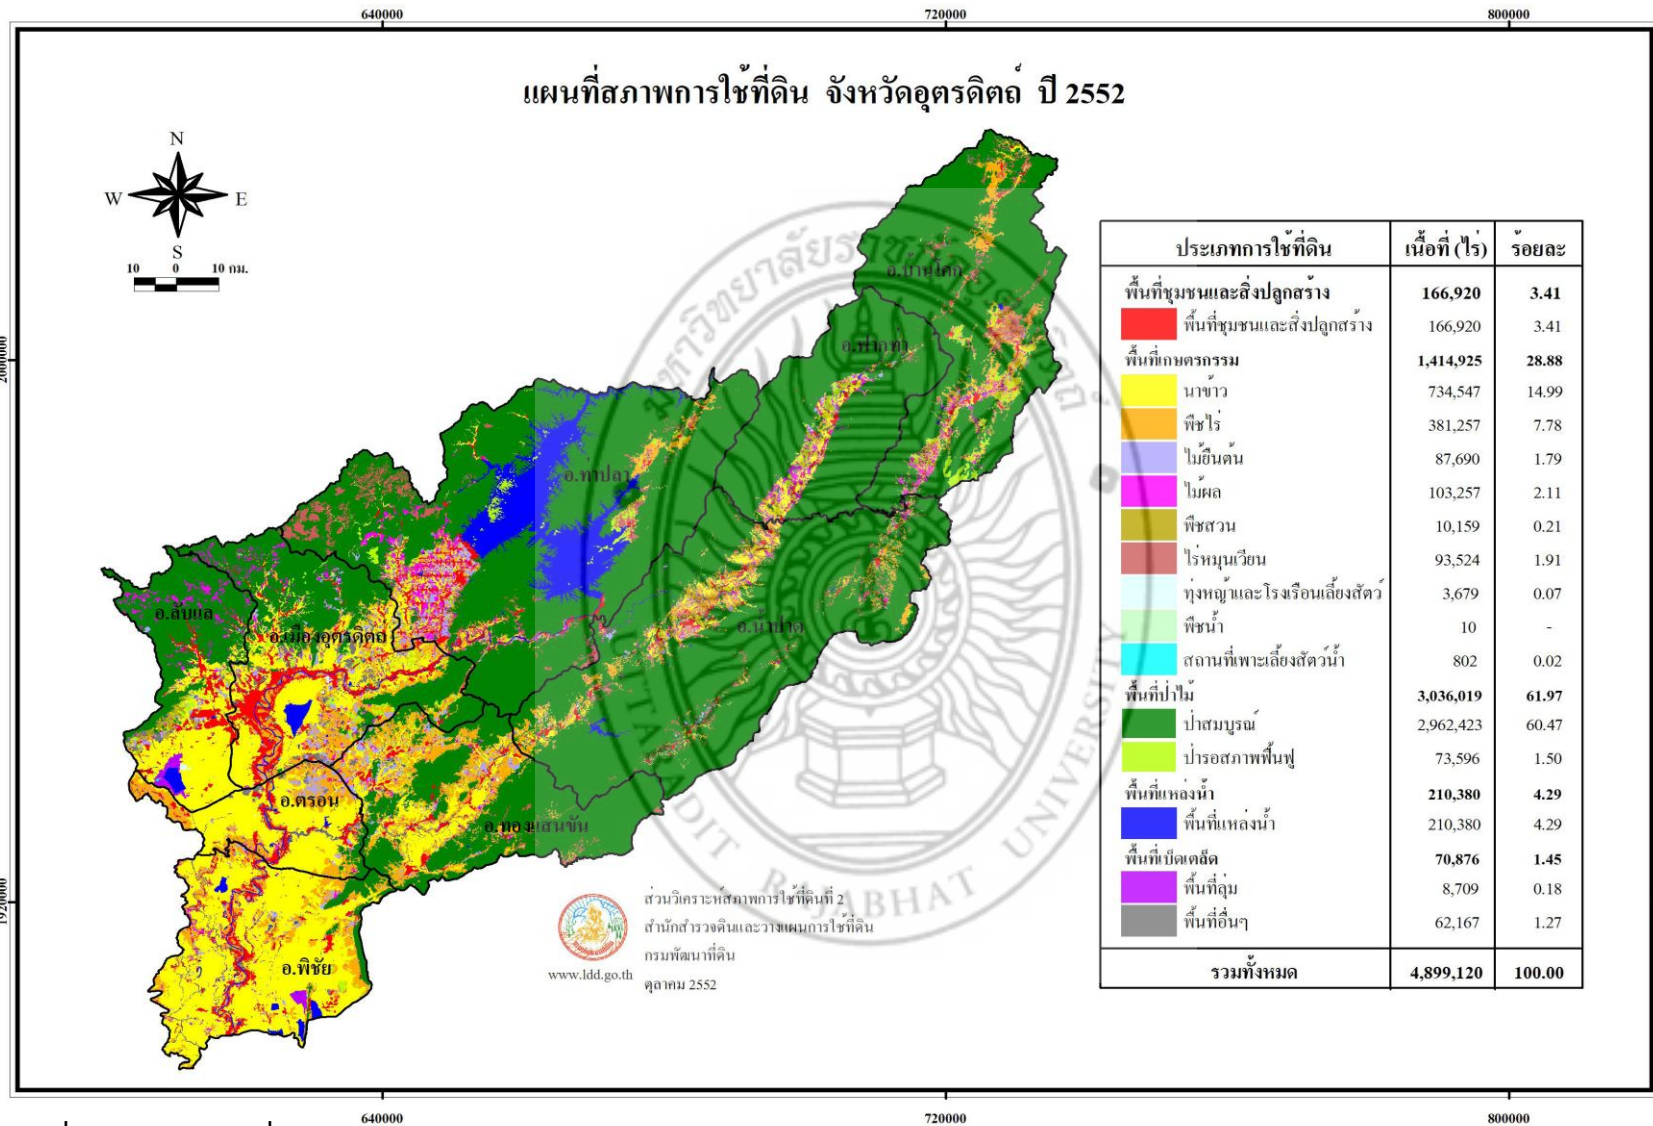 640000 720000 800000
แผนที่สภาพการใช้ที่ดิน จังหวัดอุตรดิตถ์ ปี 2552
N
W E
S
10 0 10 กม.
2000000
1920000
อ.บ้านโคก
อ.ฟากท่า
อ.ท่าปลา
อ.ลับแล
อ.เมืองอุตรดิตถ์
อ.น้ำปาด
อ.ตรอน
อ.ทองแสนขัน
อ.พิชัย
ประเภทการใช้ที่ดิน เนื้อที่ (ไร่) ร้อยละ
พื้นที่ชุมชนและสิ่งปลูกสร้าง 166,920 3.41
พื้นที่ชุมชนและสิ่งปลูกสร้าง 166,920 3.41
พื้นที่เกษตรกรรม 1,414,925 28.88
นาข้าว 734,547 14.99
พืชไร่ 381,257 7.78
ไม้ยืนต้น 87,690 1.79
ไม้ผล 103,257 2.11
พืชสวน 10,159 0.21
ไร่หมุนเวียน 93,524 1.91
ทุ่งหญ้าและโรงเรือนเลี้ยงสัตว์ 3,679 0.07
พืชน้ำ 10 -
สถานที่เพาะเลี้ยงสัตว์น้ำ 802 0.02
พื้นที่ป่าไม้ 3,036,019 61.97
ป่าสมบูรณ์ 2,962,423 60.47
ป่ารอสภาพฟื้นฟู 73,596 1.50
พื้นที่แหล่งน้ำ 210,380 4.29
พื้นที่แหล่งน้ำ 210,380 4.29
พื้นที่เบ็ดเตล็ด 70,876 1.45
พื้นที่ลุ่ม 8,709 0.18
พื้นที่อื่นๆ 62,167 1.27
รวมทั้งหมด 4,899,120 100.00
ส่วนวิเคราะห์สภาพการใช้ที่ดินที่ 2
สำนักสำรวจดินและวางแผนการใช้ที่ดิน
กรมพัฒนาที่ดิน
www.ldd.go.th
ตุลาคม 2552
RAJABHAT UNIVERSITY
640000 720000 800000